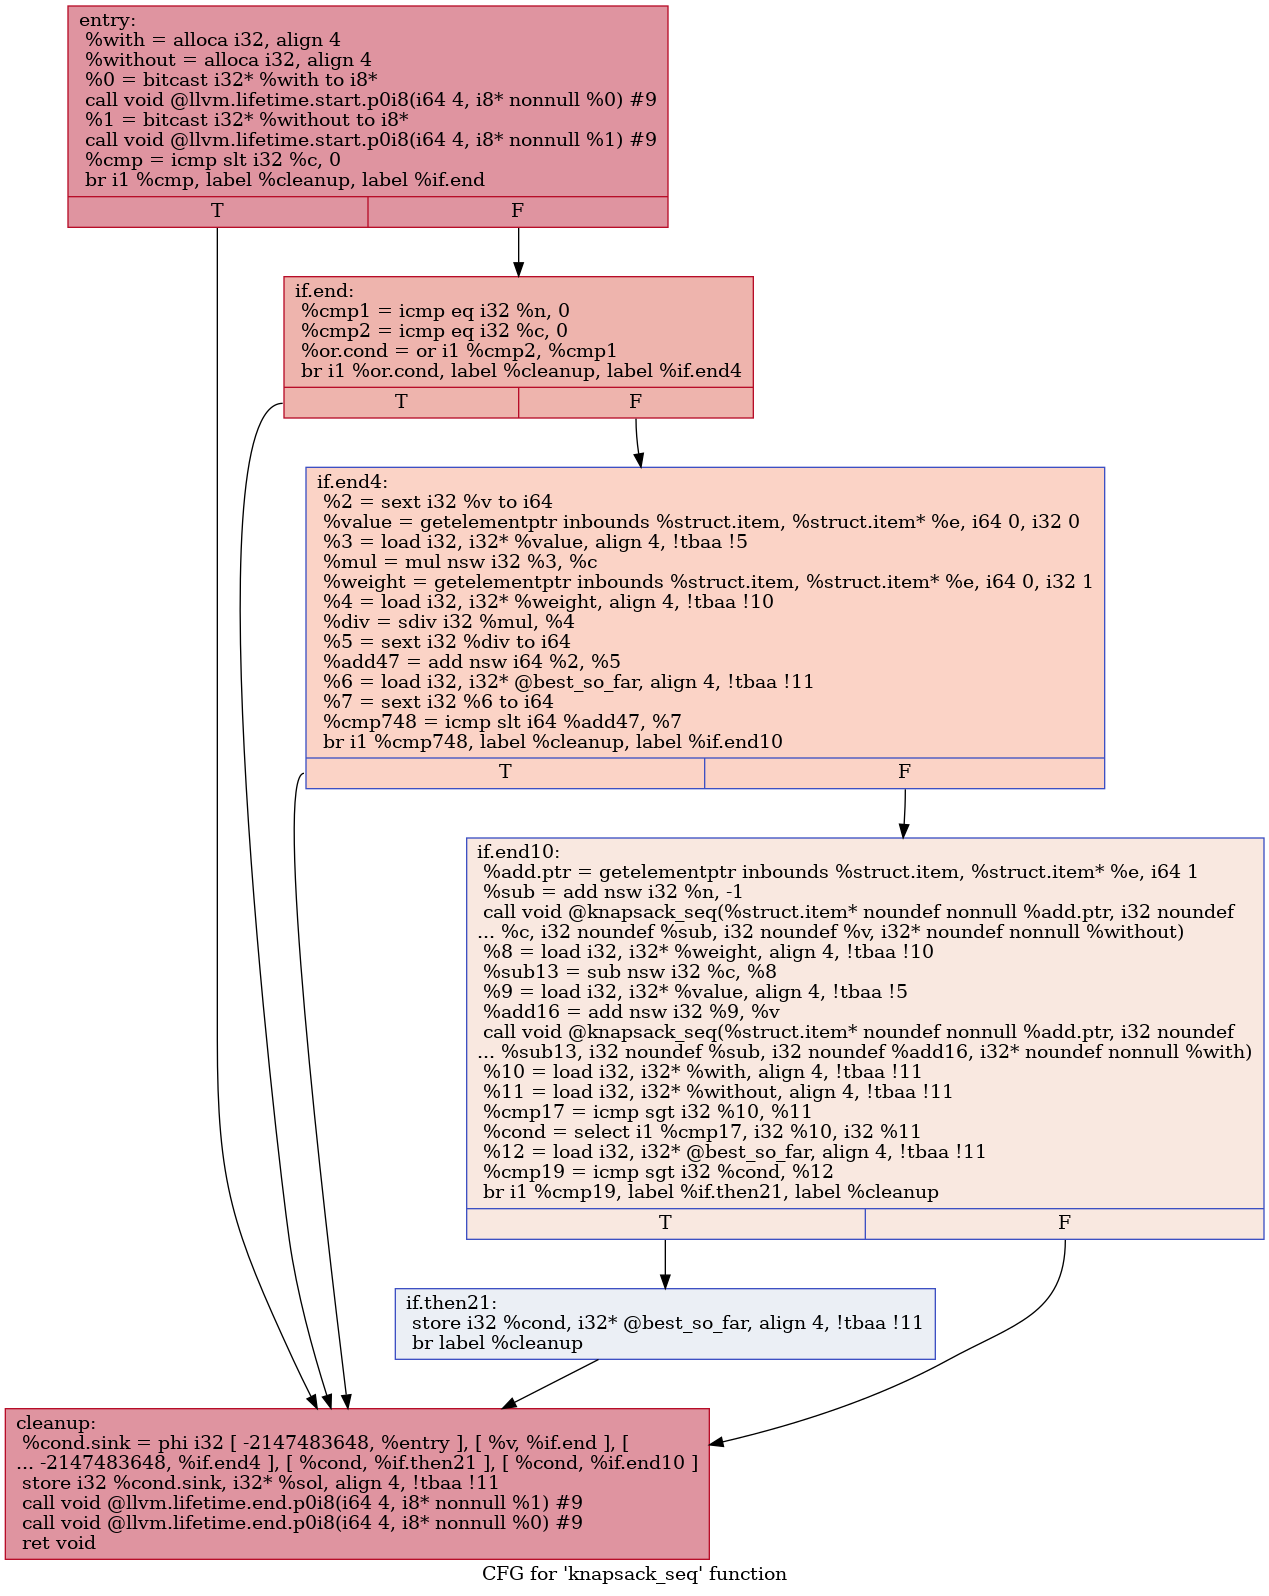 entry:
%with = alloca i32, align 4
%without = alloca i32, align 4
%0 = bitcast i32* %with to i8*
call void @llvm.lifetime.start.p0i8(i64 4, i8* nonnull %0) #9
%1 = bitcast i32* %without to i8*
call void @llvm.lifetime.start.p0i8(i64 4, i8* nonnull %1) #9
%cmp = icmp slt i32 %c, 0
br i1 %cmp, label %cleanup, label %if.end
T F
if.end:
%cmp1 = icmp eq i32 %n, 0
%cmp2 = icmp eq i32 %c, 0
%or.cond = or i1 %cmp2, %cmp1
br i1 %or.cond, label %cleanup, label %if.end4
T F
if.end4:
%2 = sext i32 %v to i64
%value = getelementptr inbounds %struct.item, %struct.item* %e, i64 0, i32 0
%3 = load i32, i32* %value, align 4, !tbaa !5
%mul = mul nsw i32 %3, %c
%weight = getelementptr inbounds %struct.item, %struct.item* %e, i64 0, i32 1
%4 = load i32, i32* %weight, align 4, !tbaa !10
%div = sdiv i32 %mul, %4
%5 = sext i32 %div to i64
%add47 = add nsw i64 %2, %5
%6 = load i32, i32* @best_so_far, align 4, !tbaa !11
%7 = sext i32 %6 to i64
%cmp748 = icmp slt i64 %add47, %7
br i1 %cmp748, label %cleanup, label %if.end10
T F
if.end10:
%add.ptr = getelementptr inbounds %struct.item, %struct.item* %e, i64 1
%sub = add nsw i32 %n, -1
call void @knapsack_seq(%struct.item* noundef nonnull %add.ptr, i32 noundef
... %c, i32 noundef %sub, i32 noundef %v, i32* noundef nonnull %without)
%8 = load i32, i32* %weight, align 4, !tbaa !10
%sub13 = sub nsw i32 %c, %8
%9 = load i32, i32* %value, align 4, !tbaa !5
%add16 = add nsw i32 %9, %v
call void @knapsack_seq(%struct.item* noundef nonnull %add.ptr, i32 noundef
... %sub13, i32 noundef %sub, i32 noundef %add16, i32* noundef nonnull %with)
%10 = load i32, i32* %with, align 4, !tbaa !11
%11 = load i32, i32* %without, align 4, !tbaa !11
%cmp17 = icmp sgt i32 %10, %11
%cond = select i1 %cmp17, i32 %10, i32 %11
%12 = load i32, i32* @best_so_far, align 4, !tbaa !11
%cmp19 = icmp sgt i32 %cond, %12
br i1 %cmp19, label %if.then21, label %cleanup
T F
if.then21:
store i32 %cond, i32* @best_so_far, align 4, !tbaa !11
br label %cleanup
cleanup:
%cond.sink = phi i32 [ -2147483648, %entry ], [ %v, %if.end ], [
... -2147483648, %if.end4 ], [ %cond, %if.then21 ], [ %cond, %if.end10 ]
store i32 %cond.sink, i32* %sol, align 4, !tbaa !11
call void @llvm.lifetime.end.p0i8(i64 4, i8* nonnull %1) #9
call void @llvm.lifetime.end.p0i8(i64 4, i8* nonnull %0) #9
ret void
CFG for 'knapsack_seq' function